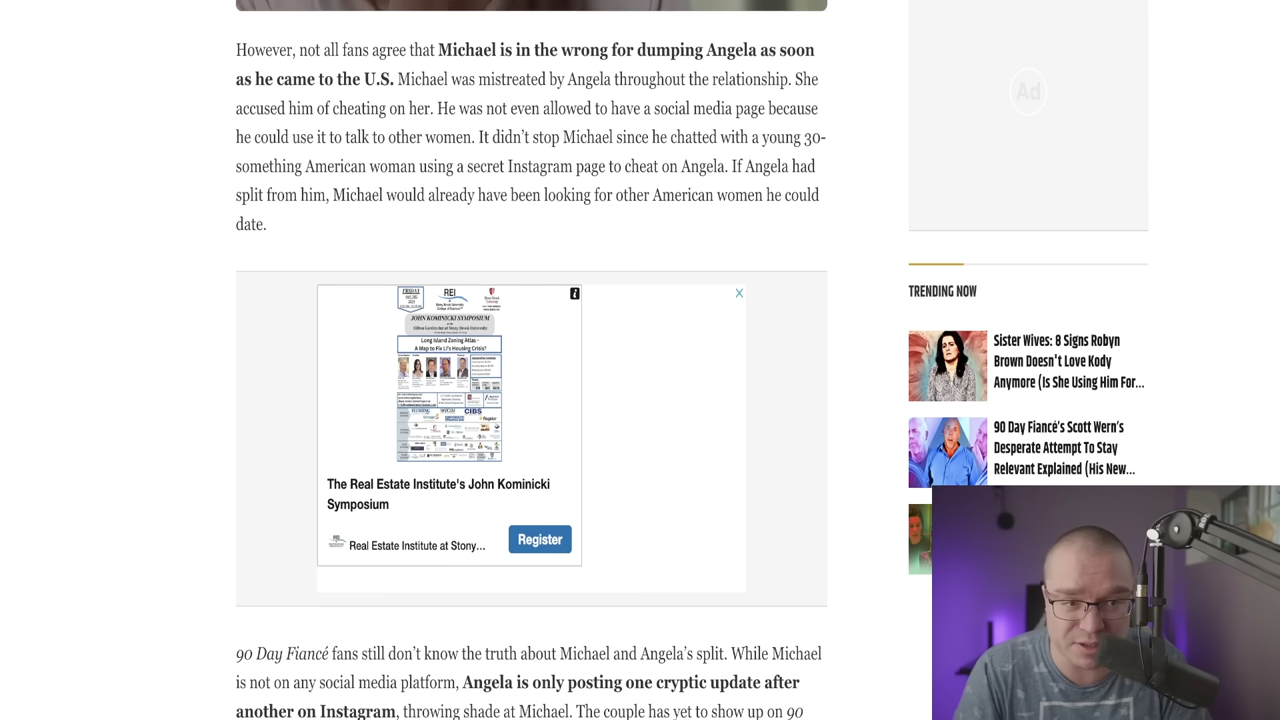 However, not all fans agree that Michael is in the wrong for dumping Angela as soon
as he came to the U.S. Michael was mistreated by Angela throughout the relationship. She
accused him of cheating on her. He was not even allowed to have a social media page because
he could use it to talk to other women. It didn’t stop Michael since he chatted with a young 30-
something American woman using a secret Instagram page to cheat on Angela. If Angela had
split from him, Michael would already have been looking for other American women he could
date.
REI
JOHN KOMINICKI SYMPOSIUM
Long Island Zoning Atlas -
A Map to Fix LI's Housing Crisis?
CIBS
The Real Estate Institute's John Kominicki
Symposium
Real Estate Institute at Stony...
Register
90 Day Fiancé fans still don’t know the truth about Michael and Angela’s split. While Michael
is not on any social media platform, Angela is only posting one cryptic update after
another on Instagram, throwing shade at Michael. The couple has yet to show up on 90
Ad
TRENDING NOW
Sister Wives: 8 Signs Robyn
Brown Doesn't Love Kody
Anymore (Is She Using Him For...
90 Day Fiancé’s Scott Wern’s
Desperate Attempt To Stay
Relevant Explained (His New...